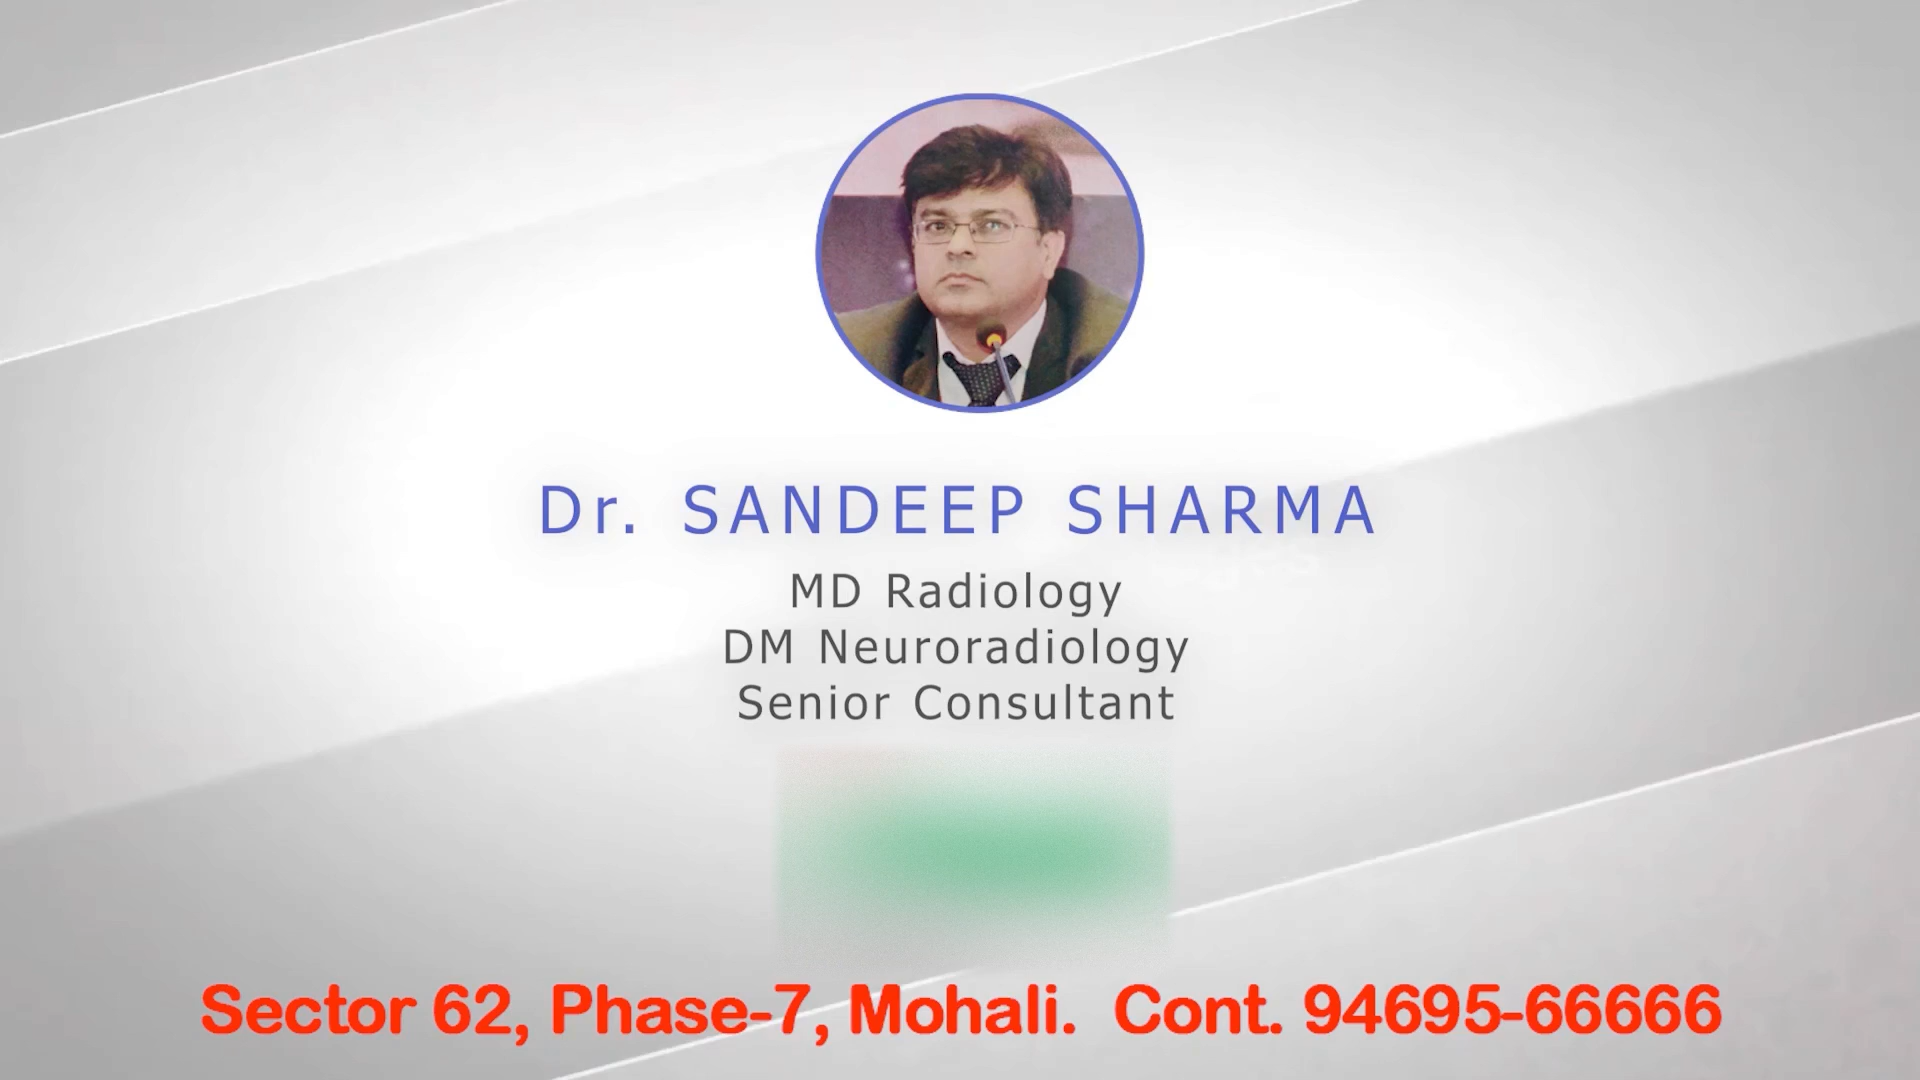 Dr. SANDEEP SHARMA
MD Radiology
DM Neuroradiology
Senior Consultant
Sector 62, Phase-7, Mohali. Cont. 94695-66666